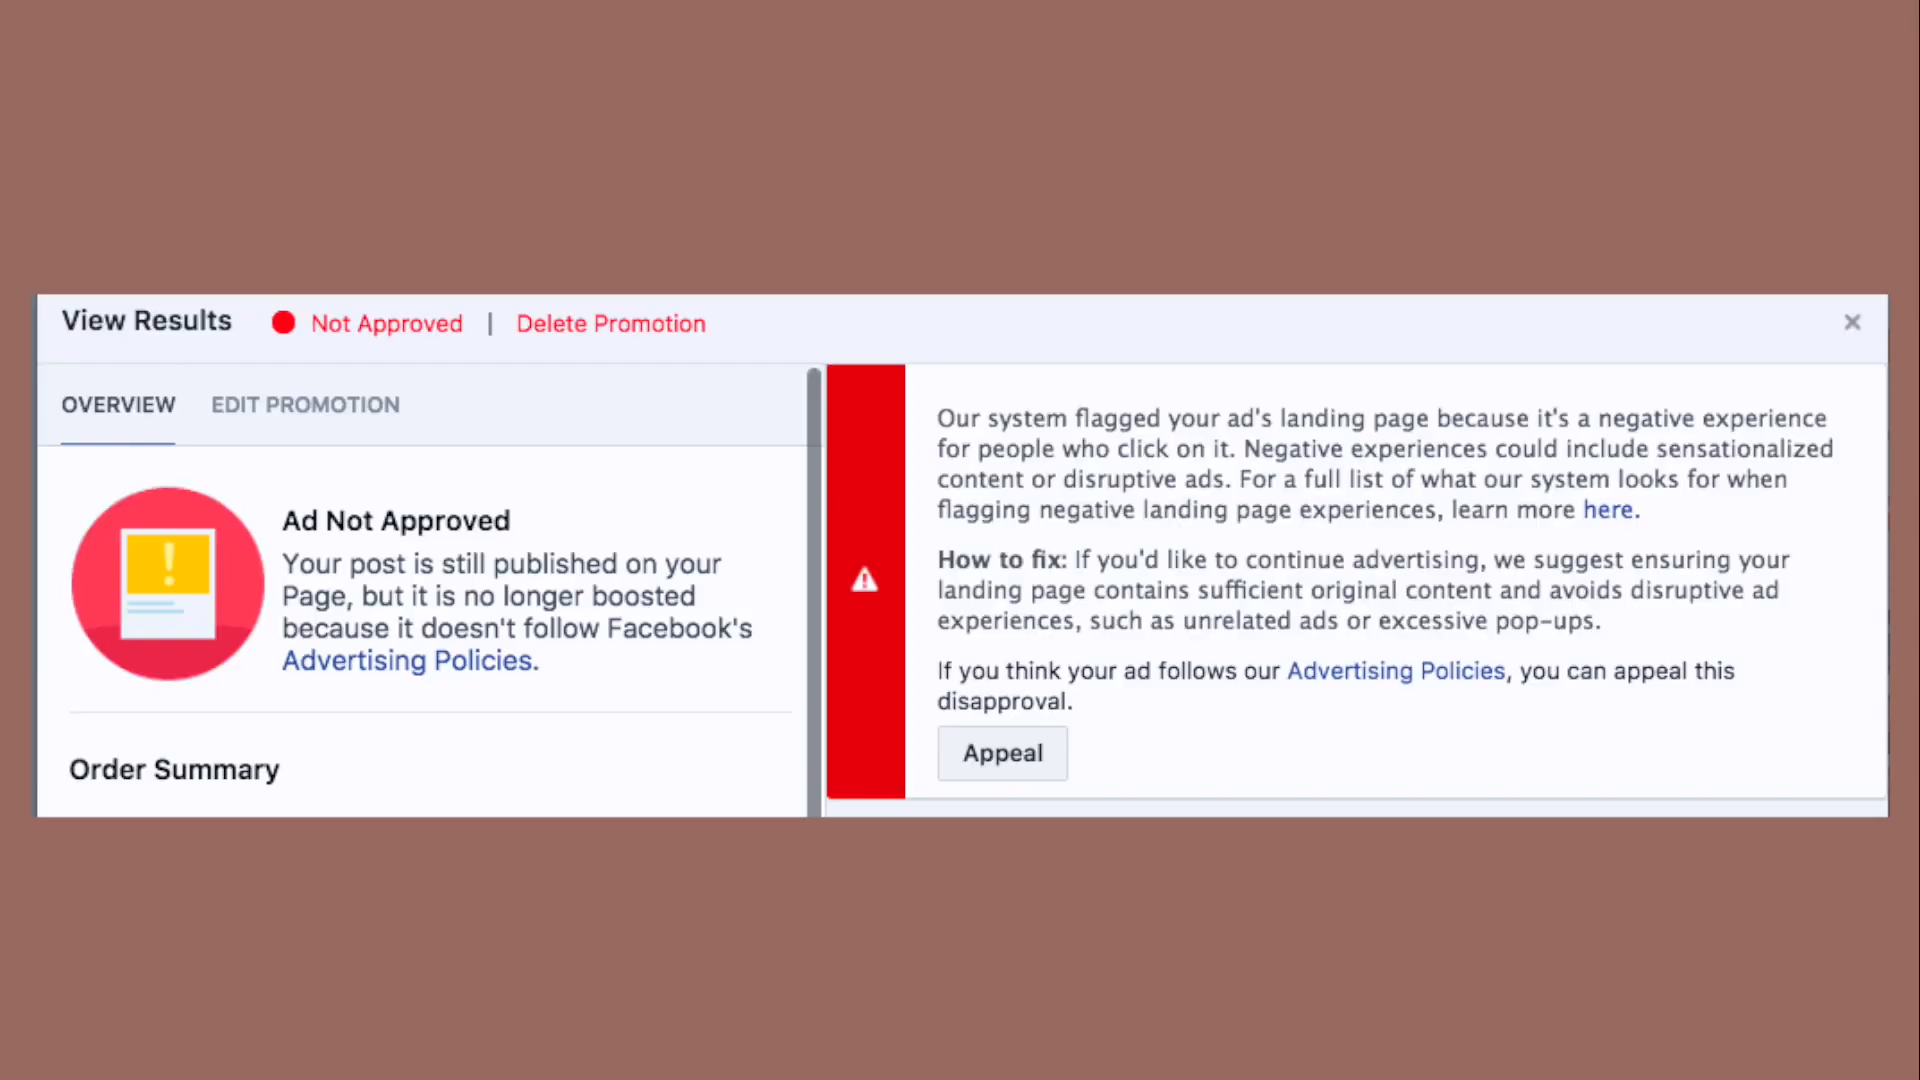 View Results
Not Approved | Delete Promotion
OVERVIEW
EDIT PROMOTION
Ad Not Approved
Your post is still published on your
Page, but it is no longer boosted
because it doesn't follow Facebook's
Advertising Policies.
Order Summary
Our system flagged your ad's landing page because it's a negative experience
for people who click on it. Negative experiences could include sensationalized
content or disruptive ads. For a full list of what our system looks for when
flagging negative landing page experiences, learn more here.
How to fix: If you'd like to continue advertising, we suggest ensuring your
landing page contains sufficient original content and avoids disruptive ad
experiences, such as unrelated ads or excessive pop-ups.
If you think your ad follows our Advertising Policies, you can appeal this
disapproval.
Appeal